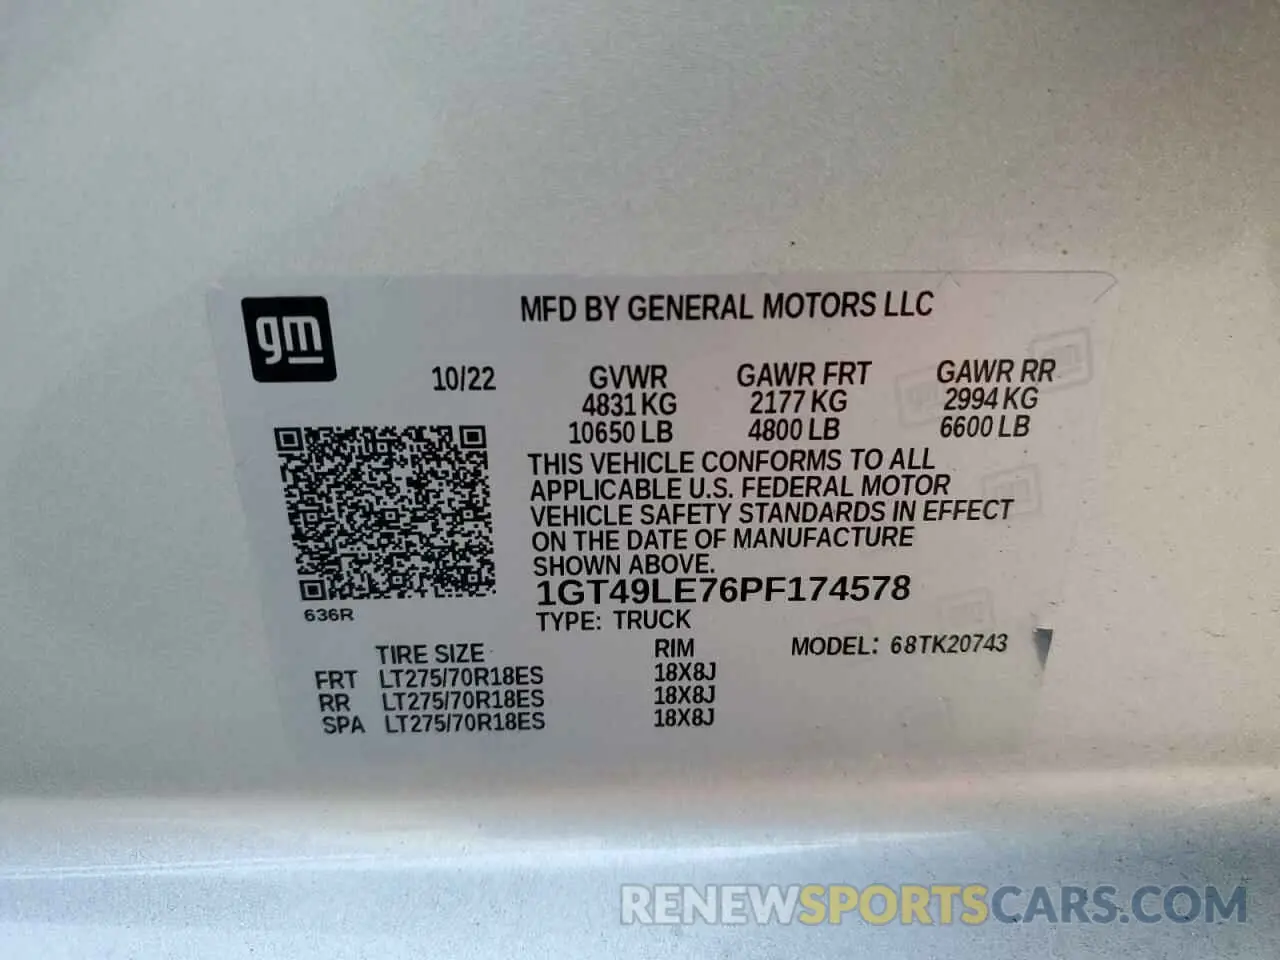 MFD BY GENERAL MOTORS LLC
gm
10/22 GVWR GAWR FRT GAWR RR
4831 KG 2177 KG 2994 KG
10650 LB 4800 LB 6600 LB
THIS VEHICLE CONFORMS TO ALL
APPLICABLE U.S. FEDERAL MOTOR
VEHICLE SAFETY STANDARDS IN EFFECT
ON THE DATE OF MANUFACTURE
SHOWN ABOVE.
1GT49LE76PF174578
636R
TYPE: TRUCK
TIRE SIZE RIM MODEL: 68TK20743
FRT LT275/70R18ES 18X8J
RR LT275/70R18ES 18X8J
SPA LT275/70R18ES 18X8J
RENEWSPORTSCARS.COM